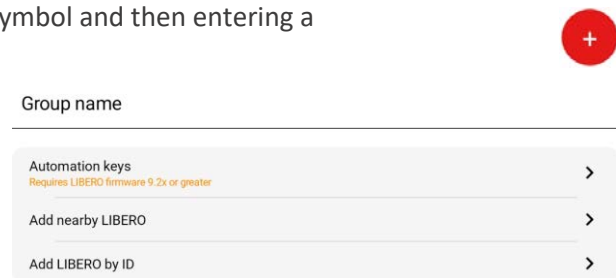 ymbol and then entering a
+
Group name
Automation keys
Requires LIBERO firmware 9.2x or greater
Add nearby LIBERO
Add LIBERO by ID